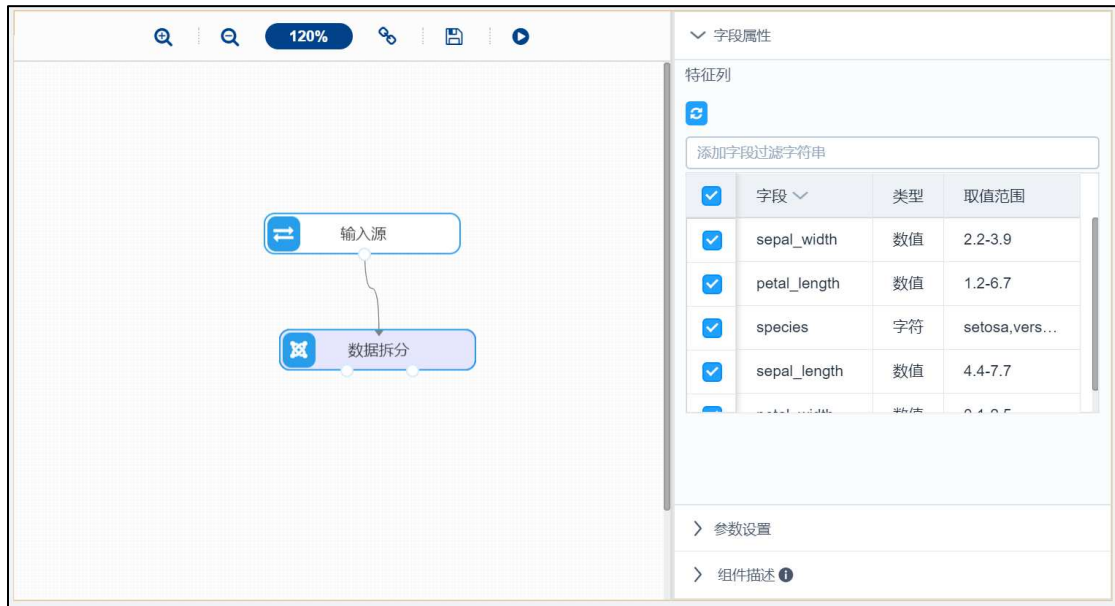 120%
输入源
数据拆分
字段属性
特征列
添加字段过滤字符串
字段 类型 取值范围
sepal_width 数值 2.2-3.9
petal_length 数值 1.2-6.7
species 字符 setosa,vers...
sepal_length 数值 4.4-7.7
参数设置
组件描述